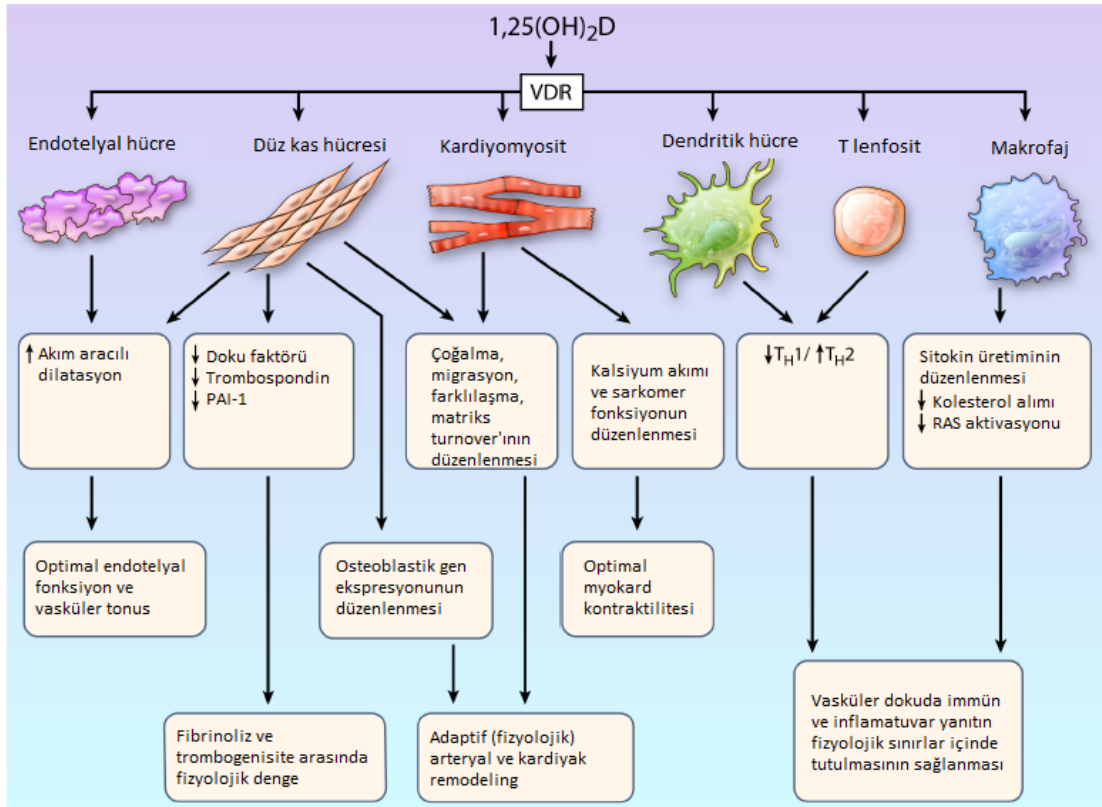 1,25(OH)₂D
VDR
Endotelyal hücre
Düz kas hücresi
Kardiyomyosit
Dendritik hücre
T lenfosit
Makrofaj
↑ Akım aracılı
dilatasyon
↓ Doku faktörü
↓ Trombospondin
↓ PAI-1
Çoğalma,
migrasyon,
farklılaşma,
matriks
turnover'ının
düzenlenmesi
Kalsiyum akımı
ve sarkomer
fonksiyonun
düzenlenmesi
↓T_H1/ ↑T_H2
Sitokin üretiminin
düzenlenmesi
↓ Kolesterol alımı
↓ RAS aktivasyonu
Optimal endotelyal
fonksiyon ve
vasküler tonus
Osteoblastik gen
ekspresyonunun
düzenlenmesi
Optimal
myokard
kontraktilitesi
Fibrinoliz ve
trombogenisite arasında
fizyolojik denge
Adaptif (fizyolojik)
arteryal ve kardiyak
remodeling
Vasküler dokuda immün
ve inflamatuvar yanıtın
fizyolojik sınırlar içinde
tutulmasının sağlanması